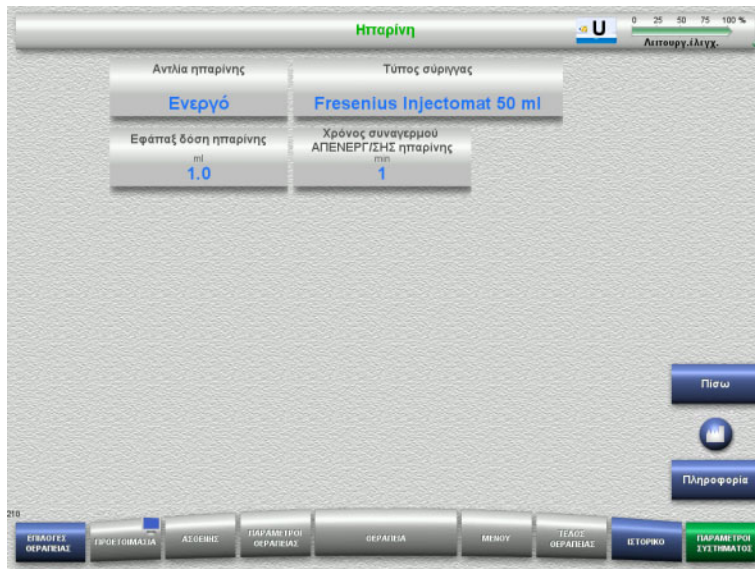 Ηπαρίνη
U
0 25 50 75 100 %
Λειτουργ.έλεγχ.
Αντλία ηπαρίνης
Ενεργό
Τύπος σύριγγας
Fresenius Injectomat 50 ml
Εφάπαξ δόση ηπαρίνης
ml
1.0
Χρόνος συναγερμού
ΑΠΕΝΕΡΓ/ΣΗΣ ηπαρίνης
min
1
Πίσω
Πληροφορία
210
ΕΠΙΛΟΓΕΣ
ΘΕΡΑΠΕΙΑΣ
ΠΡΟΕΤΟΙΜΑΣΙΑ
ΑΣΘΕΝΗΣ
ΠΑΡΑΜΕΤΡΟΙ
ΘΕΡΑΠΕΙΑΣ
ΘΕΡΑΠΕΙΑ
ΜΕΝΟΥ
ΤΕΛΟΣ
ΘΕΡΑΠΕΙΑΣ
ΙΣΤΟΡΙΚΟ
ΠΑΡΑΜΕΤΡΟΙ
ΣΥΣΤΗΜΑΤΟΣ